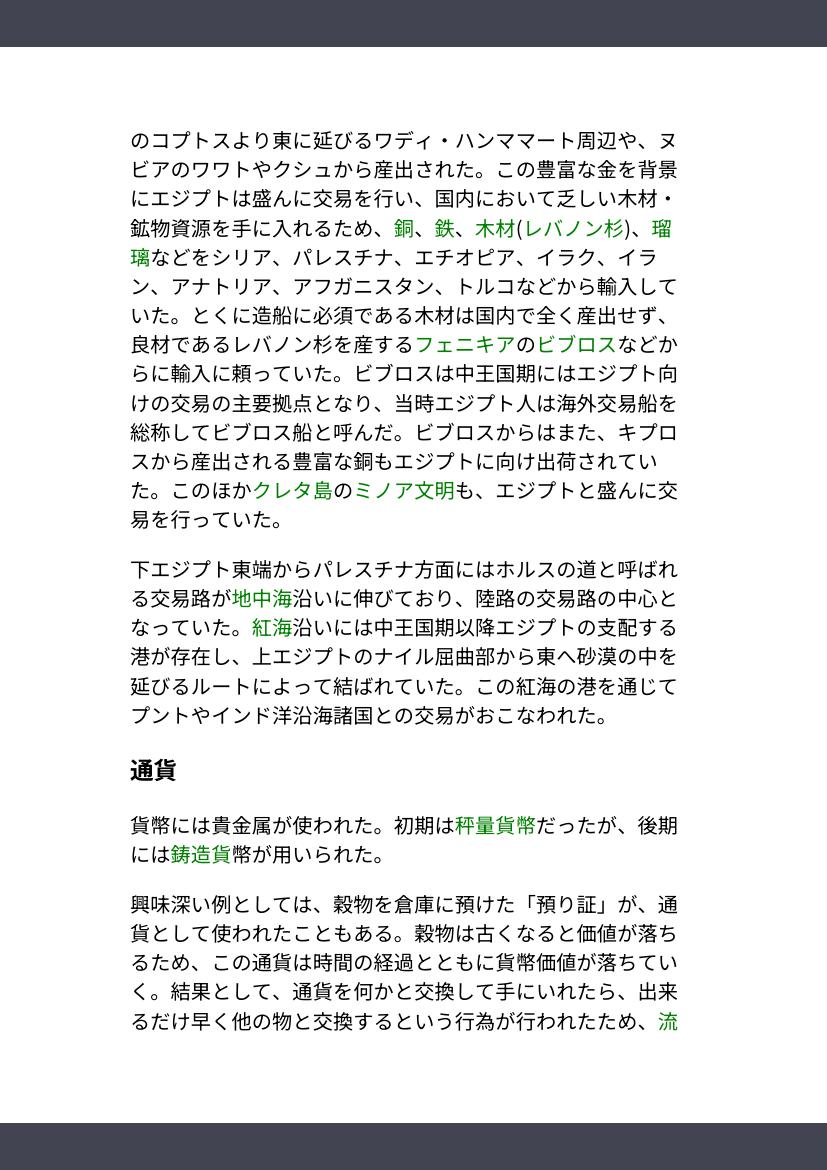 のコプトスより東に延びるワディ・ハンママート周辺や、ヌ
ビアのワワトやクシュから産出された。この豊富な金を背景
にエジプトは盛んに交易を行い、国内において乏しい木材・
鉱物資源を手に入れるため、銅、鉄、木材(レバノン杉)、瑠
璃などをシリア、パレスチナ、エチオピア、イラク、イラ
ン、アナトリア、アフガニスタン、トルコなどから輸入して
いた。とくに造船に必須である木材は国内で全く産出せず、
良材であるレバノン杉を産するフェニキアのビブロスなどか
らに輸入に頼っていた。ビブロスは中王国期にはエジプト向
けの交易の主要拠点となり、当時エジプト人は海外交易船を
総称してビブロス船と呼んだ。ビブロスからはまた、キプロ
スから産出される豊富な銅もエジプトに向け出荷されてい
た。このほかクレタ島のミノア文明も、エジプトと盛んに交
易を行っていた。
下エジプト東端からパレスチナ方面にはホルスの道と呼ばれ
る交易路が地中海沿いに伸びており、陸路の交易路の中心と
なっていた。紅海沿いには中王国期以降エジプトの支配する
港が存在し、上エジプトのナイル屈曲部から東へ砂漠の中を
延びるルートによって結ばれていた。この紅海の港を通じて
プントやインド洋沿海諸国との交易がおこなわれた。
通貨
貨幣には貴金属が使われた。初期は秤量貨幣だったが、後期
には鋳造貨幣が用いられた。
興味深い例としては、穀物を倉庫に預けた「預り証」が、通
貨として使われたこともある。穀物は古くなると価値が落ち
るため、この通貨は時間の経過とともに貨幣価値が落ちてい
く。結果として、通貨を何かと交換して手にいれたら、出来
るだけ早く他の物と交換するという行為が行われたため、流